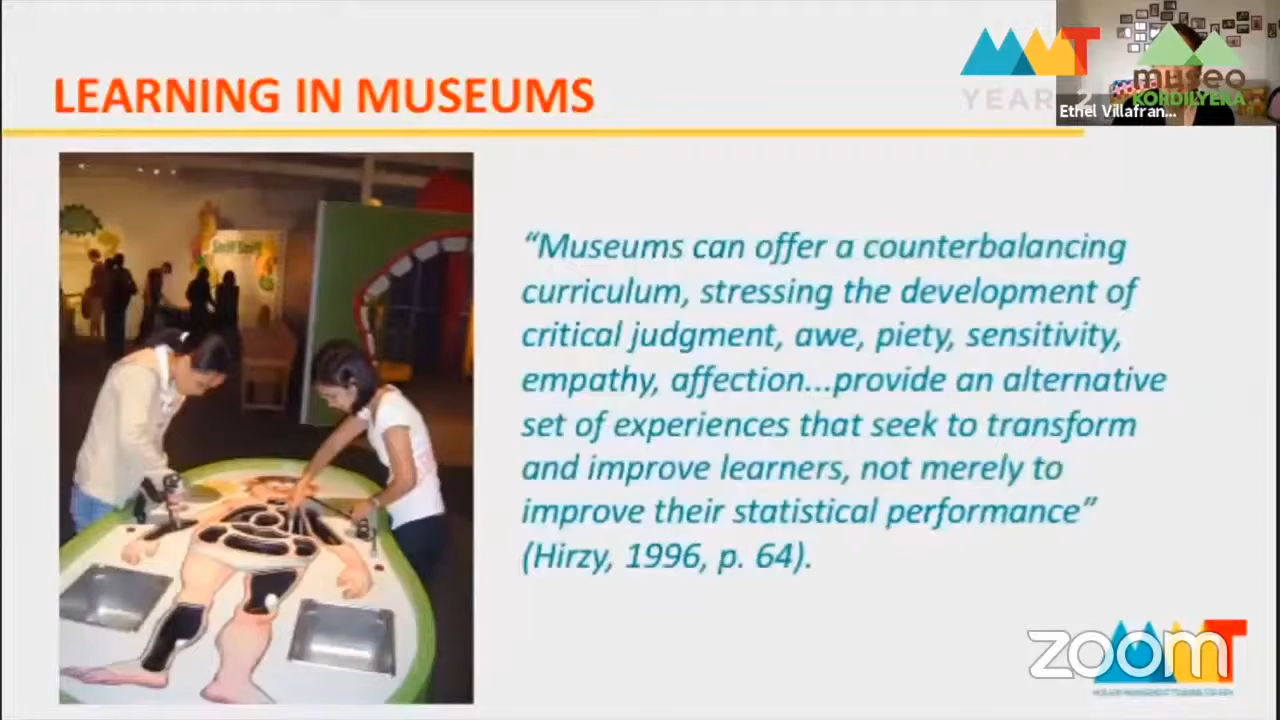 MMT
YEAR 2
museo
KORDILYERA
Ethel Villafran...
LEARNING IN MUSEUMS
“Museums can offer a counterbalancing
curriculum, stressing the development of
critical judgment, awe, piety, sensitivity,
empathy, affection...provide an alternative
set of experiences that seek to transform
and improve learners, not merely to
improve their statistical performance”
(Hirzy, 1996, p. 64).
zoom
MMT